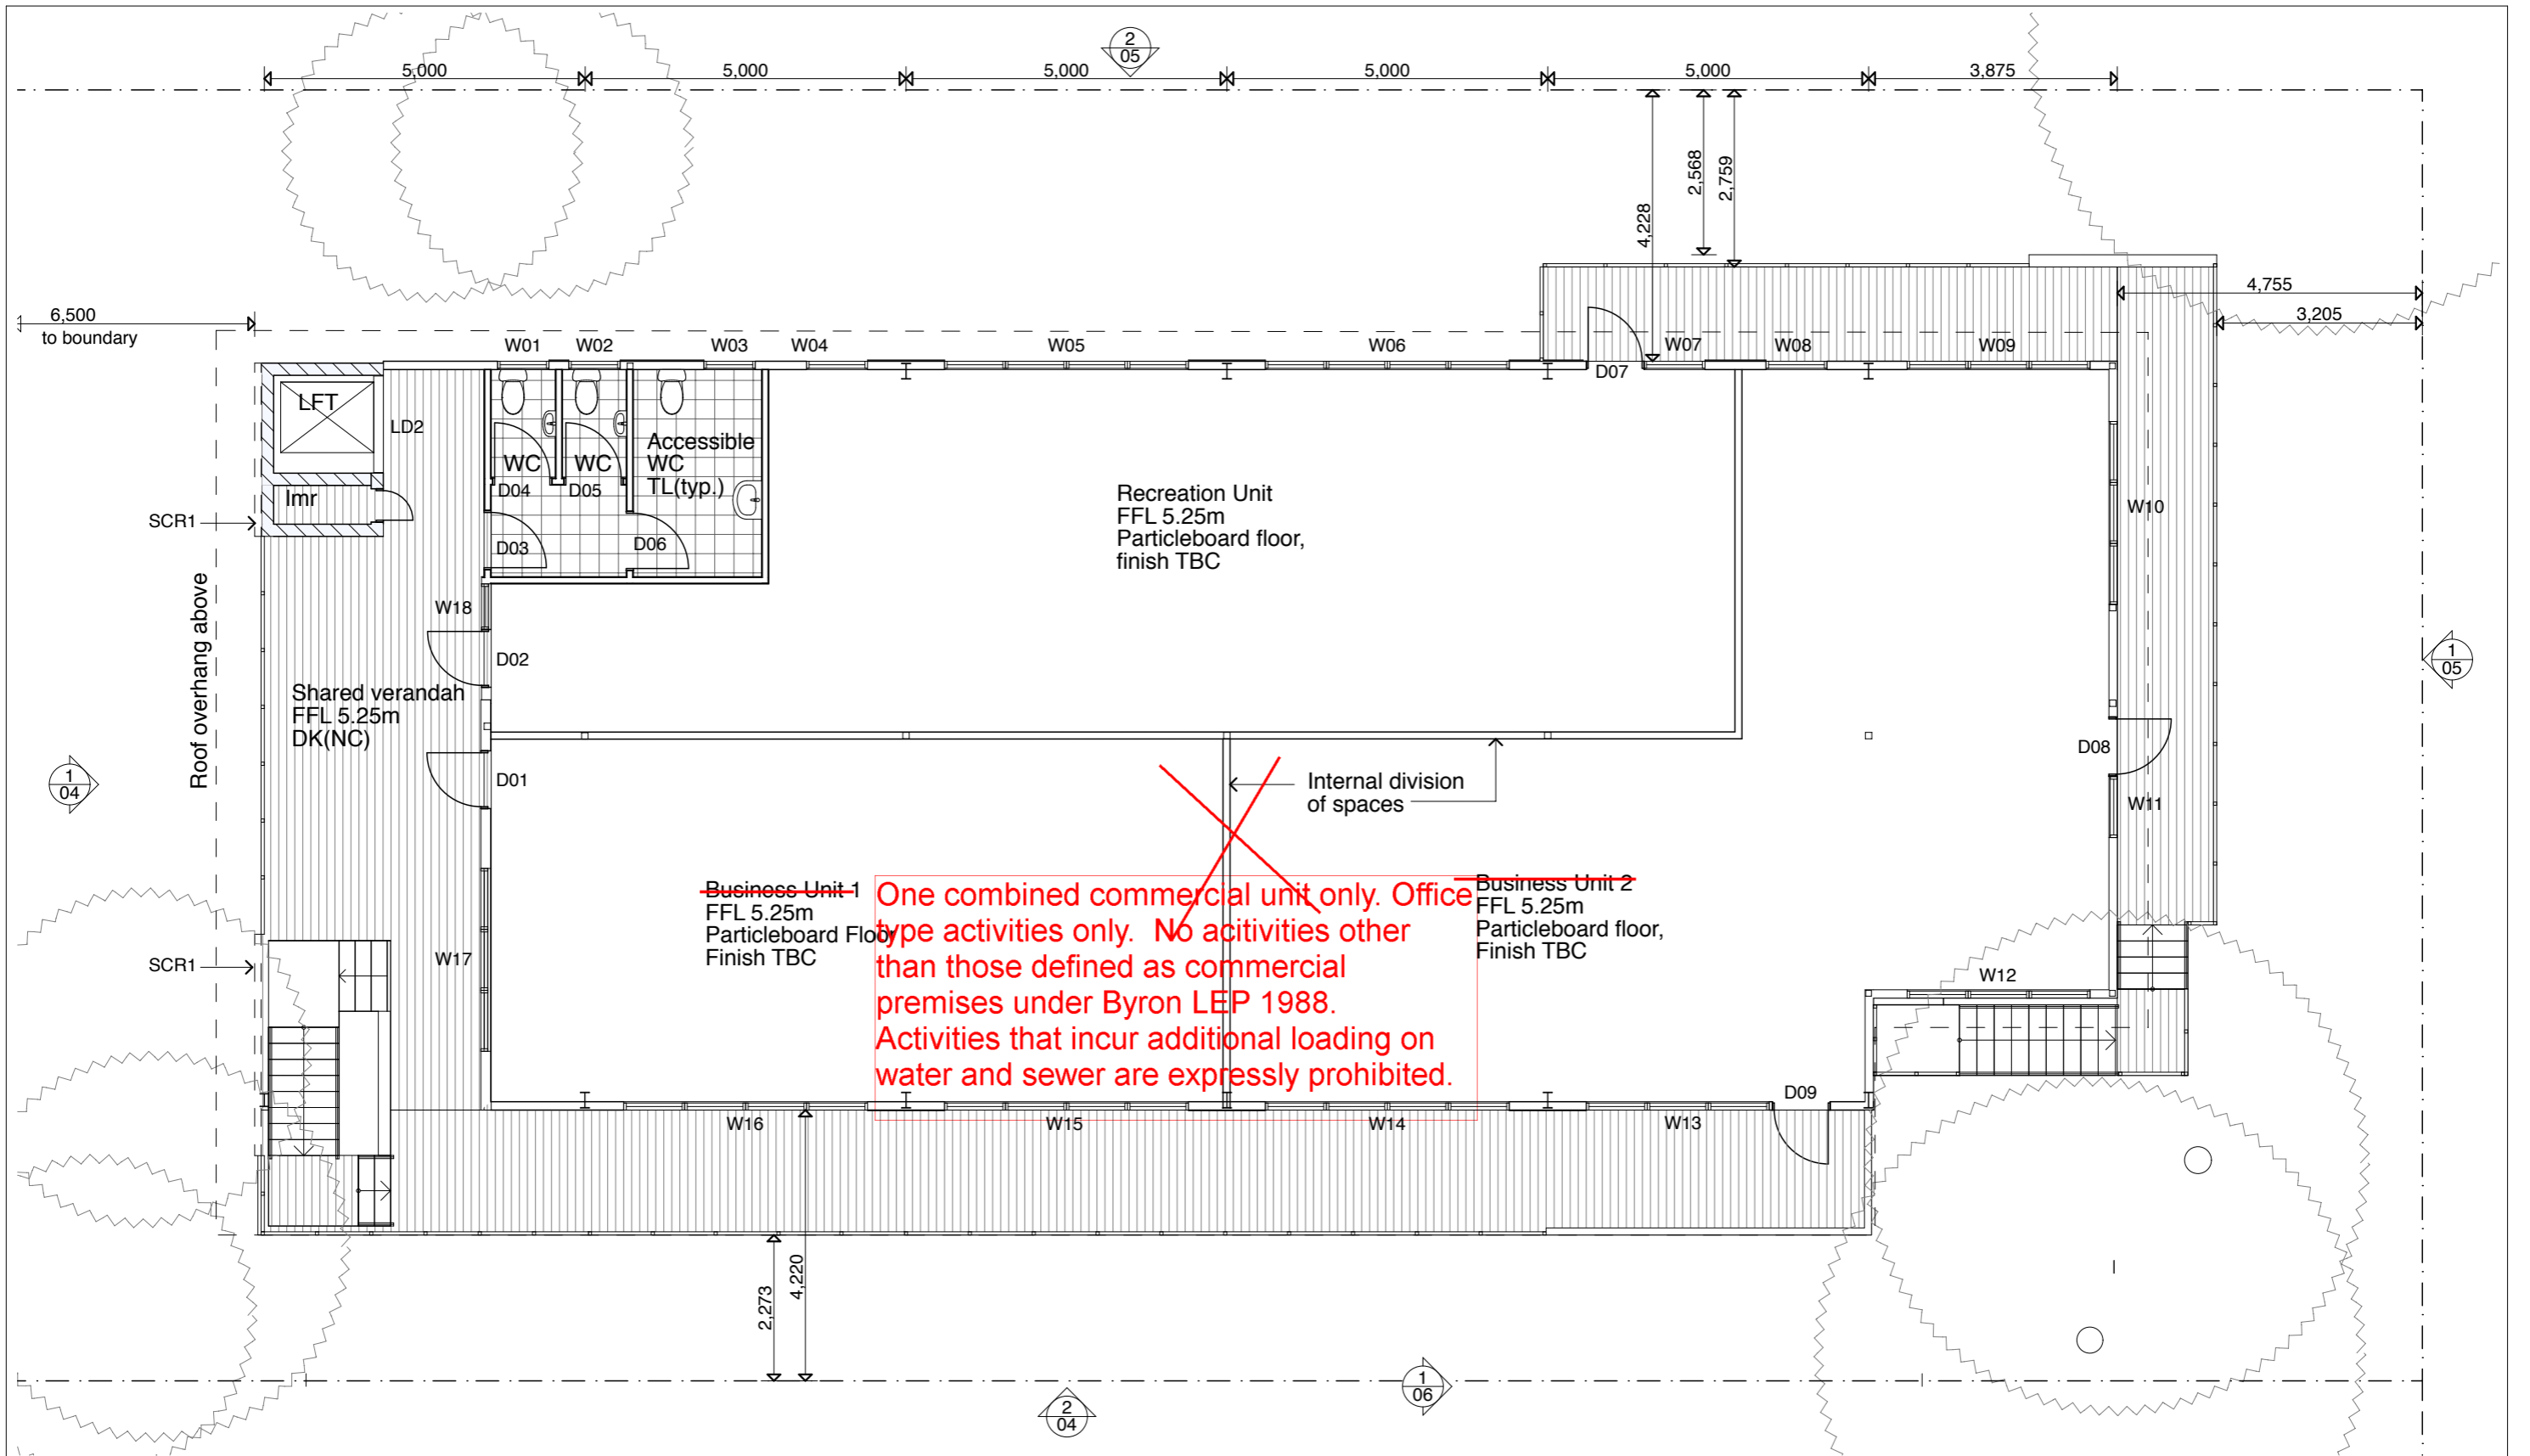 2
05
5,000
5,000
5,000
5,000
5,000
3,875
2,568
2,759
4,228
6,500
to boundary
4,755
3,205
W01
W02
W03
W04
W05
W06
W07
W08
W09
D07
LFT
LD2
Accessible
WC
TL(typ.)
WC
WC
D04
D05
lmr
SCR1
D03
D06
Recreation Unit
FFL 5.25m
Particleboard floor,
finish TBC
W10
W18
D02
Roof overhang above
Shared verandah
FFL 5.25m
DK(NC)
1
05
1
04
D01
D08
W11
Internal division
of spaces
Business Unit 1
FFL 5.25m
Particleboard Floor
Finish TBC
One combined commercial unit only. Office
type activities only.  No acitivities other
than those defined as commercial
premises under Byron LEP 1988.
Activities that incur additional loading on
water and sewer are expressly prohibited.
Business Unit 2
FFL 5.25m
Particleboard floor,
Finish TBC
SCR1
W17
W12
D09
W16
W15
W14
W13
2,273
4,220
1
06
2
04